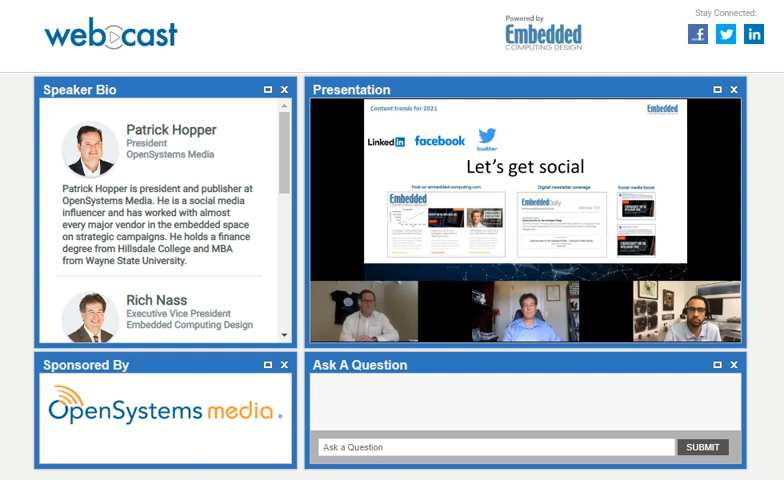 webcast
Powered by
Embedded
COMPUTING DESIGN
Stay Connected:
Speaker Bio
Patrick Hopper
President
OpenSystems Media
Patrick Hopper is president and publisher at
OpenSystems Media. He is a social media
influencer and has worked with almost
every major vendor in the embedded space
on strategic campaigns. He holds a finance
degree from Hillsdale College and MBA
from Wayne State University.
Rich Nass
Executive Vice President
Embedded Computing Design
Presentation
Content trends for 2021
Embedded
LinkedIn
facebook
twitter
Let's get social
Host on embedded-computing.com
Digital newsletter coverage
Social media boost
Embedded
EmbeddedDaily
Sponsored By
OpenSystems media
Ask A Question
Ask a Question
SUBMIT